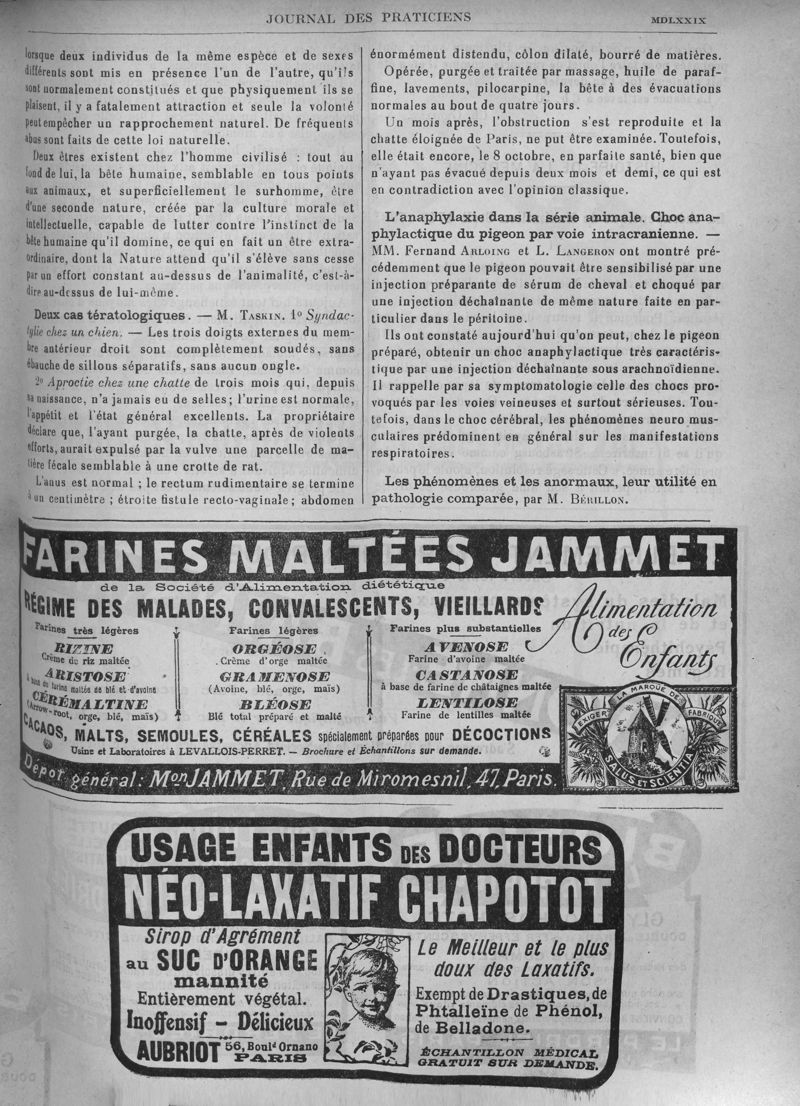 JOURNAL DES PRATICIENS
MDLXXIX
lorsque deux individus de la même espèce et de sexes
différents sont mis en présence l'un de l'autre, qu'ils
sont normalement constitués et que physiquement ils se
plaisent, il y a fatalement attraction et seule la volonté
peut empêcher un rapprochement naturel. De fréquents
abus sont faits de cette loi naturelle.
Deux êtres existent chez l'homme civilisé : tout au
fond de lui, la bête humaine, semblable en tous points
aux animaux, et superficiellement le surhomme, être
d'une seconde nature, créée par la culture morale et
intellectuelle, capable de lutter contre l'instinct de la
bête humaine qu'il domine, ce qui en fait un être extra-
ordinaire, dont la Nature attend qu'il s'élève sans cesse
par un effort constant au-dessus de l'animalité, c'est-à-
dire au-dessus de lui-même.
Deux cas tératologiques. — M. TASKIN. 1º Syndac-
tylie chez un chien. — Les trois doigts externes du mem-
bre antérieur droit sont complètement soudés, sans
ébauche de sillons séparatifs, sans aucun ongle.
2º Aproctie chez une chatte de trois mois qui, depuis
sa naissance, n'a jamais eu de selles ; l'urine est normale,
l'appétit et l'état général excellents. La propriétaire
déclare que, l'ayant purgée, la chatte, après de violents
efforts, aurait expulsé par la vulve une parcelle de ma-
tière fécale semblable à une crotte de rat.
L'anus est normal ; le rectum rudimentaire se termine
à un centimètre ; étroite fistule recto-vaginale ; abdomen
énormément distendu, côlon dilaté, bourré de matières.
Opérée, purgée et traitée par massage, huile de paraf-
fine, lavements, pilocarpine, la bête à des évacuations
normales au bout de quatre jours.
Un mois après, l'obstruction s'est reproduite et la
chatte éloignée de Paris, ne put être examinée. Toutefois,
elle était encore, le 8 octobre, en parfaite santé, bien que
n'ayant pas évacué depuis deux mois et demi, ce qui est
en contradiction avec l'opinion classique.
L'anaphylaxie dans la série animale. Choc ana-
phylactique du pigeon par voie intracranienne. —
MM. Fernand ARLOING et L. LANGERON ont montré pré-
cédemment que le pigeon pouvait être sensibilisé par une
injection préparante de sérum de cheval et choqué par
une injection déchaînante de même nature faite en par-
ticulier dans le péritoine.
Ils ont constaté aujourd'hui qu'on peut, chez le pigeon
préparé, obtenir un choc anaphylactique très caractéris-
tique par une injection déchaînante sous arachnoïdienne.
Il rappelle par sa symptomatologie celle des chocs pro-
voqués par les voies veineuses et surtout sérieuses. Tou-
tefois, dans le choc cérébral, les phénomènes neuro mus-
culaires prédominent en général sur les manifestations
respiratoires.
Les phénomènes et les anormaux, leur utilité en
pathologie comparée, par M. BÉRILLON.
FARINES MALTÉES JAMMET
de la Société d'Alimentation diététique
RÉGIME DES MALADES, CONVALESCENTS, VIEILLARDS
Alimentation
des
Enfants
Farines très légères
RIZINE
Crème de riz maltée
ARISTOSE
à base de farine maltée de blé et d'avoine
CÉRÉMALTINE
(Arrow-root, orge, blé, maïs)
Farines légères
ORGÉOSE
Crème d'orge maltée
GRAMENOSE
(Avoine, blé, orge, maïs)
BLÉOSE
Blé total préparé et malté
Farines plus substantielles
AVENOSE
Farine d'avoine maltée
CASTANOSE
à base de farine de châtaignes maltée
LENTILOSE
Farine de lentilles maltée
CACAOS, MALTS, SEMOULES, CÉRÉALES spécialement préparées pour DÉCOCTIONS
Usine et Laboratoires à LEVALLOIS-PERRET. — Brochure et Échantillons sur demande.
Dépôt général: Mon JAMMET, Rue de Miromesnil, 47, Paris.
EXIGER LA MARQUE DE FABRIQUE
SALUS ET SCIENTIA
USAGE ENFANTS DES DOCTEURS
NÉO-LAXATIF CHAPOTOT
Sirop d'Agrément
au SUC D'ORANGE
mannité
Entièrement végétal.
Inoffensif - Délicieux
AUBRIOT 56, Boulᵈ Ornano
PARIS
Le Meilleur et le plus
doux des Laxatifs.
Exempt de Drastiques, de
Phtalleïne de Phénol,
de Belladone.
ÉCHANTILLON MÉDICAL
GRATUIT SUR DEMANDE.